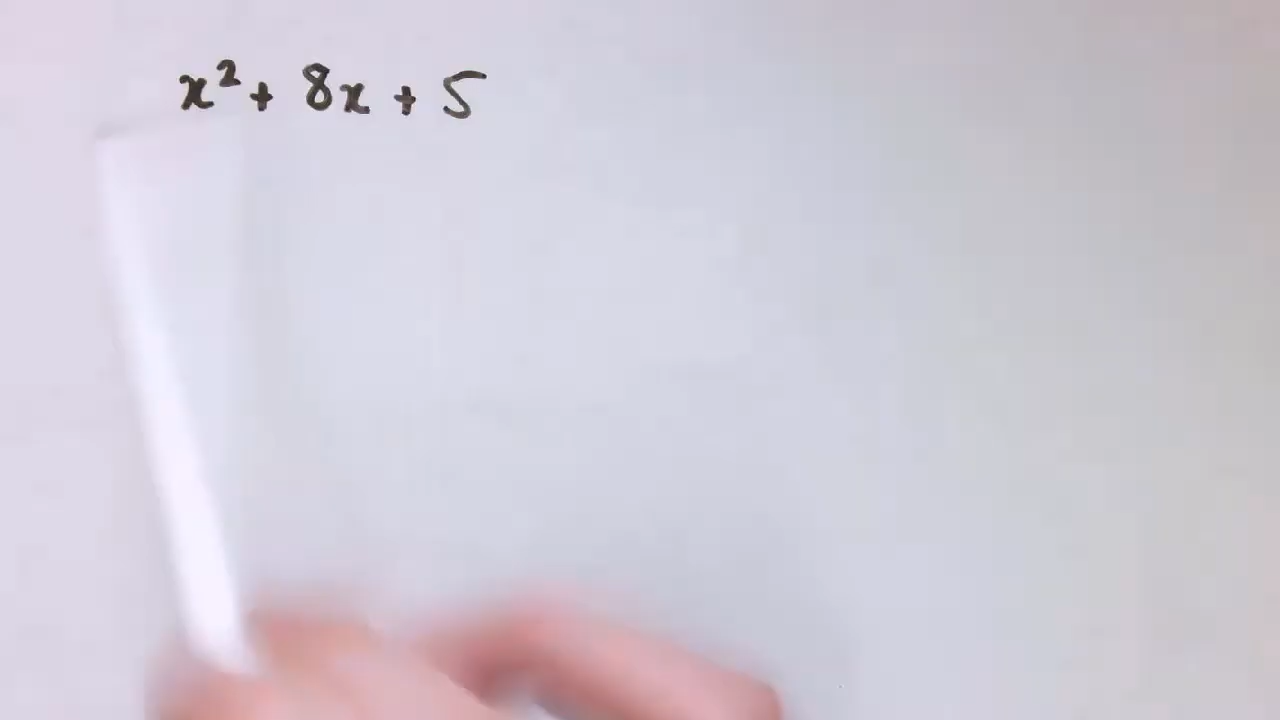 x² + 8x + 5